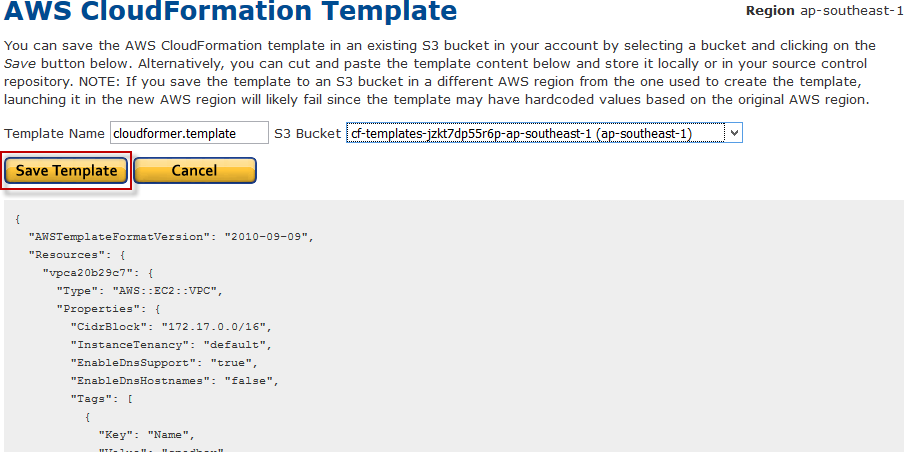 AWS CloudFormation Template
Region ap-southeast-1
You can save the AWS CloudFormation template in an existing S3 bucket in your account by selecting a bucket and clicking on the
Save button below. Alternatively, you can cut and paste the template content below and store it locally or in your source control
repository. NOTE: If you save the template to an S3 bucket in a different AWS region from the one used to create the template,
launching it in the new AWS region will likely fail since the template may have hardcoded values based on the original AWS region.
Template Name cloudformer.template S3 Bucket cf-templates-jzkt7dp55r6p-ap-southeast-1 (ap-southeast-1)
Save Template Cancel
{
"AWSTemplateFormatVersion": "2010-09-09",
"Resources": {
"vpca20b29c7": {
"Type": "AWS::EC2::VPC",
"Properties": {
"CidrBlock": "172.17.0.0/16",
"InstanceTenancy": "default",
"EnableDnsSupport": "true",
"EnableDnsHostnames": "false",
"Tags": [
{
"Key": "Name",